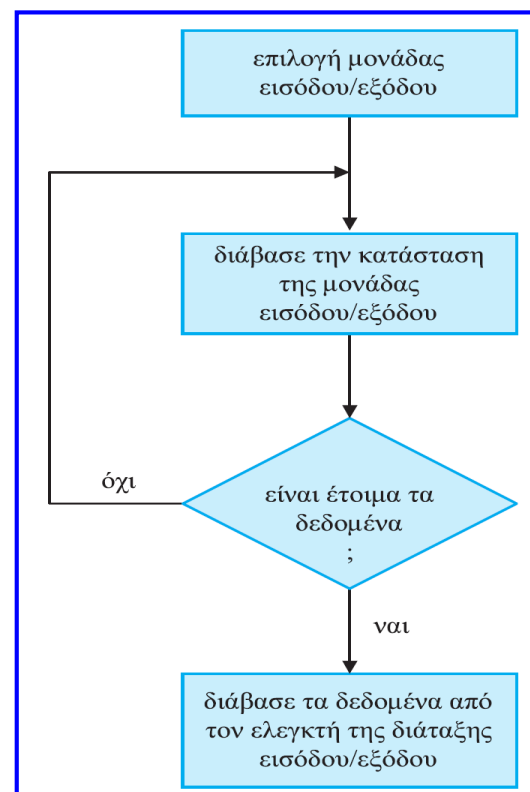 επιλογή μονάδας
εισόδου/εξόδου
διάβασε την κατάσταση
της μονάδας
εισόδου/εξόδου
όχι
είναι έτοιμα τα
δεδομένα
;
ναι
διάβασε τα δεδομένα από
τον ελεγκτή της διάταξης
εισόδου/εξόδου